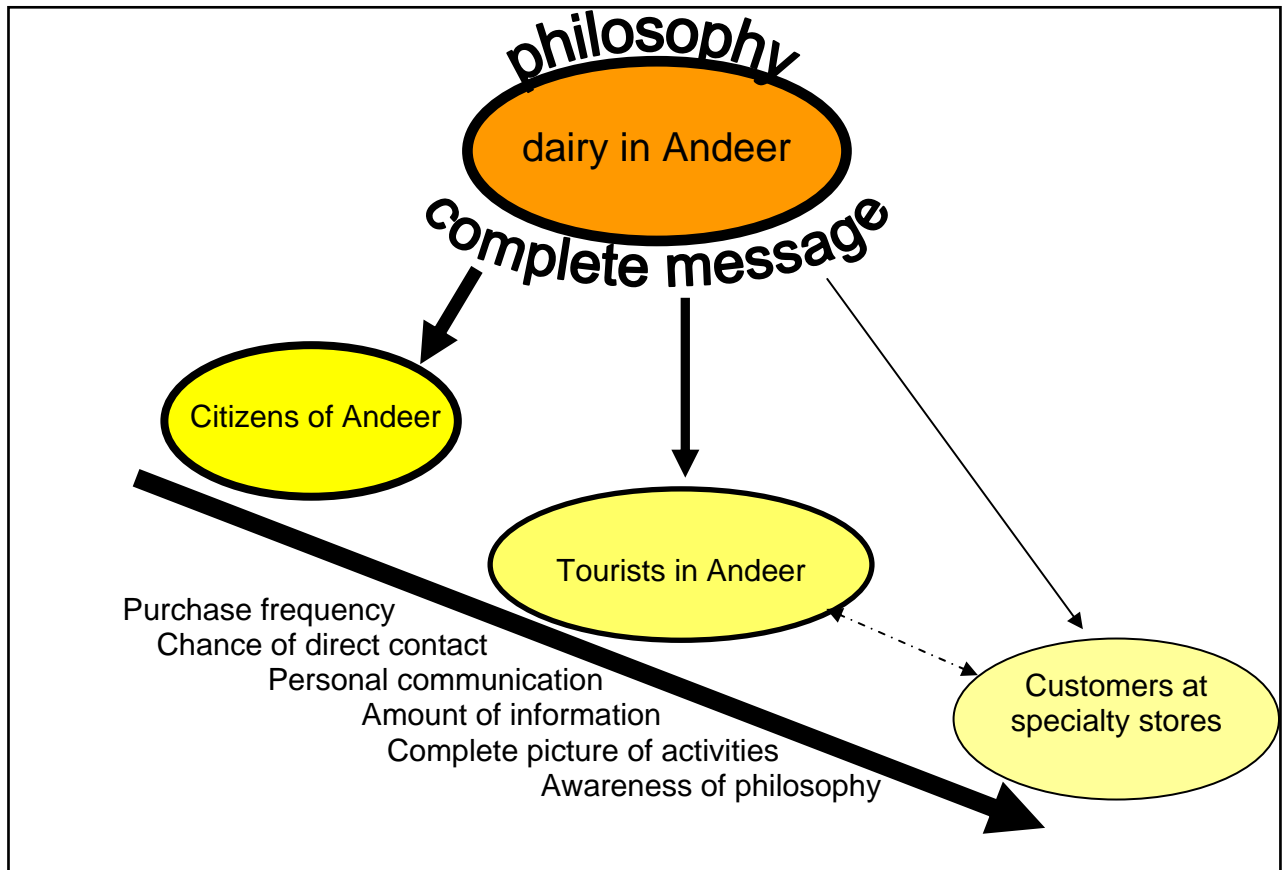 philosophy
dairy in Andeer
complete message
Citizens of Andeer
Tourists in Andeer
Purchase frequency
Chance of direct contact
Personal communication
Amount of information
Complete picture of activities
Awareness of philosophy
Customers at
specialty stores